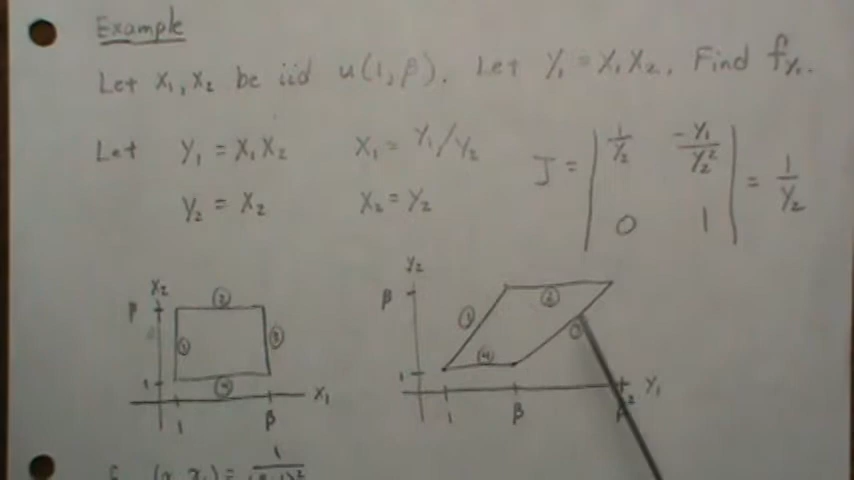 Example
Let X₁, X₂ be iid u(1, β). Let Y₁ = X₁X₂. Find f_Y₁.
Let Y₁ = X₁X₂ X₁ = Y₁/Y₂ J = | 1/Y₂ -Y₁/Y₂² | = 1/Y₂
Y₂ = X₂ X₂ = Y₂ | 0 1 |
X₂ Y₂
β ② β ②
① ③ ①
1 ④ 1 ④
X₁ Y₁
1 β 1 β β²